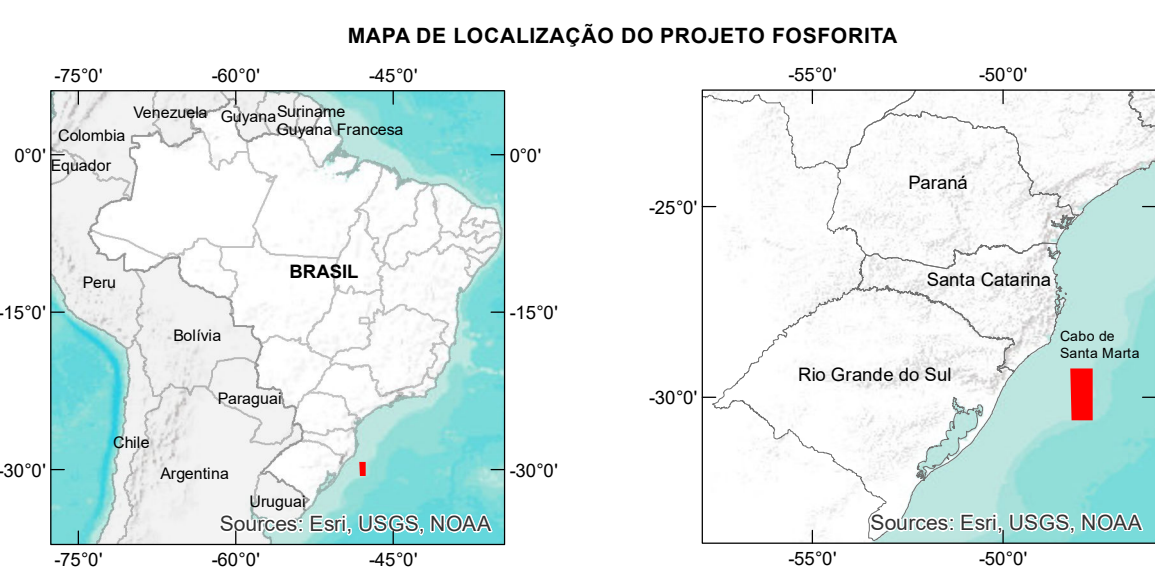 MAPA DE LOCALIZAÇÃO DO PROJETO FOSFORITA
-75°0'
-60°0'
-45°0'
Venezuela
Guyana
Suriname
Guyana Francesa
Colombia
0°0'
0°0'
Equador
BRASIL
Peru
-15°0'
-15°0'
Bolívia
Paraguai
Chile
-30°0'
-30°0'
Argentina
Uruguai
Sources: Esri, USGS, NOAA
-75°0'
-60°0'
-45°0'
-55°0'
-50°0'
Paraná
-25°0'
Santa Catarina
Cabo de
Santa Marta
Rio Grande do Sul
-30°0'
Sources: Esri, USGS, NOAA
-55°0'
-50°0'